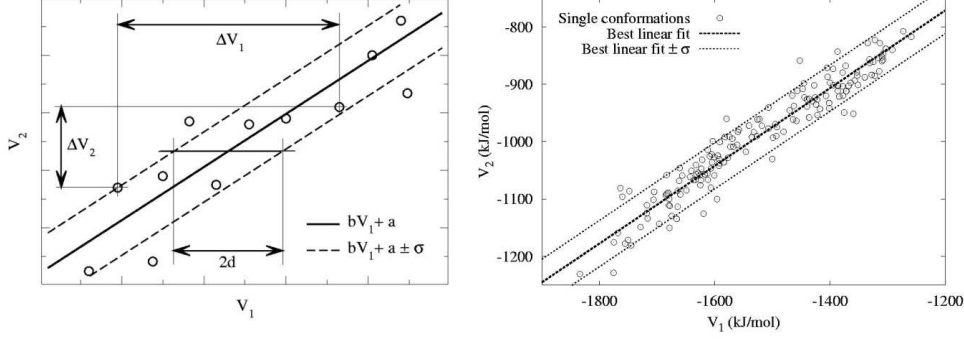 ΔV₁
V₂
ΔV₂
bV₁+ a
bV₁+ a ± σ
2d
V₁
Single conformations
Best linear fit
Best linear fit ± σ
V₂ (kJ/mol)
-800
-900
-1000
-1100
-1200
-1800
-1600
-1400
-1200
V₁ (kJ/mol)